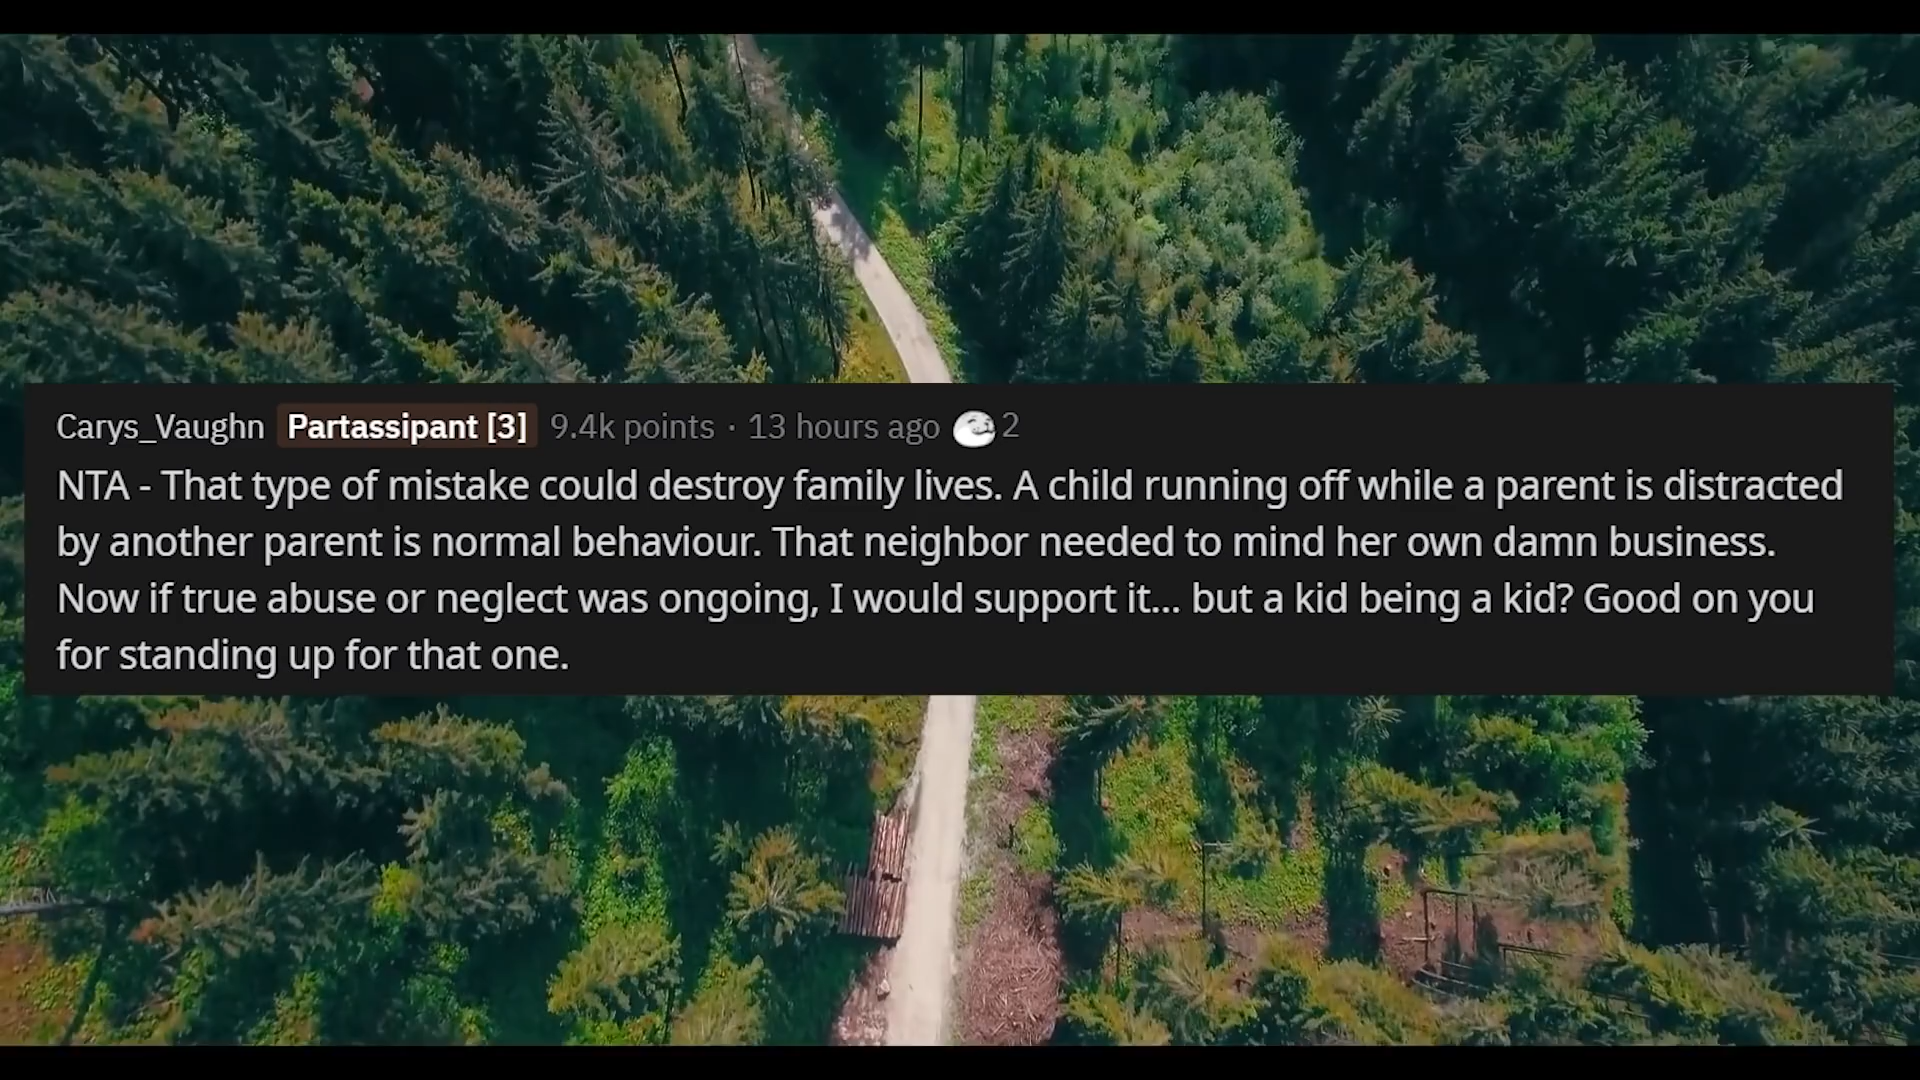 Carys_Vaughn Partassipant [3] 9.4k points · 13 hours ago 2
NTA - That type of mistake could destroy family lives. A child running off while a parent is distracted
by another parent is normal behaviour. That neighbor needed to mind her own damn business.
Now if true abuse or neglect was ongoing, I would support it... but a kid being a kid? Good on you
for standing up for that one.